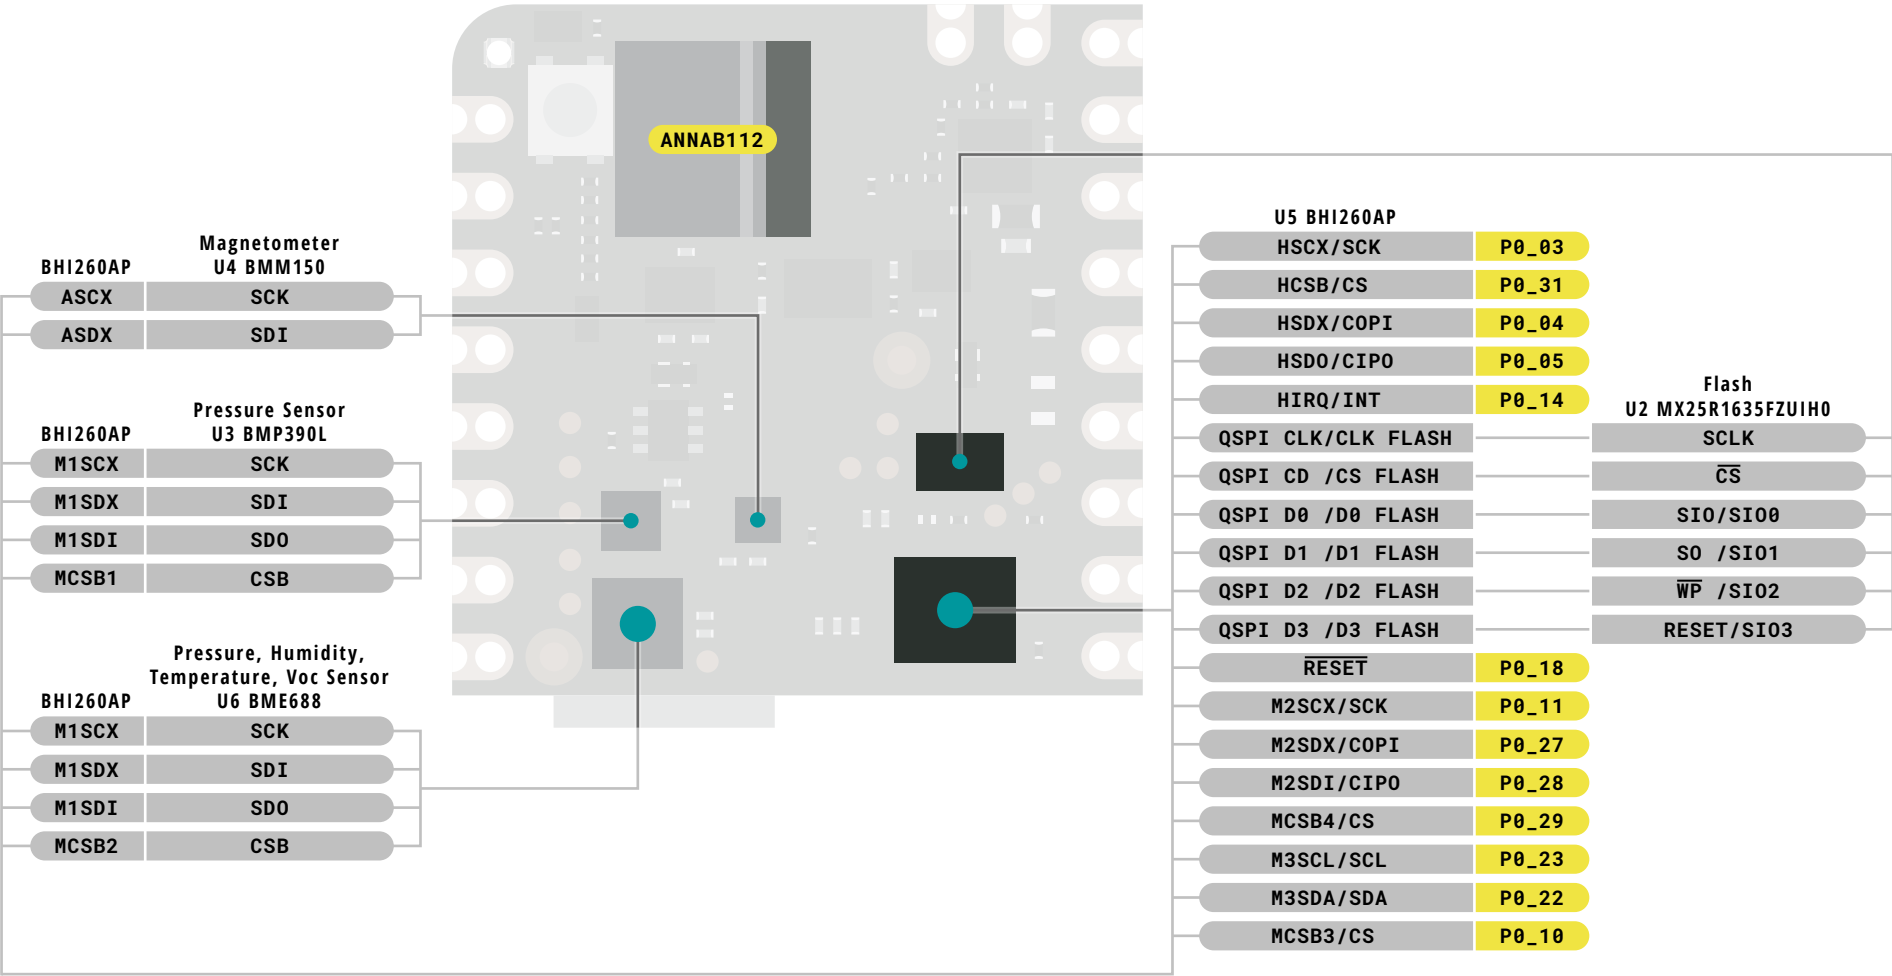 ANNAB112
Magnetometer
BHI260AP U4 BMM150
ASCX SCK
ASDX SDI
Pressure Sensor
BHI260AP U3 BMP390L
M1SCX SCK
M1SDX SDI
M1SDI SDO
MCSB1 CSB
Pressure, Humidity,
Temperature, Voc Sensor
BHI260AP U6 BME688
M1SCX SCK
M1SDX SDI
M1SDI SDO
MCSB2 CSB
U5 BHI260AP
HSCX/SCK P0_03
HCSB/CS P0_31
HSDX/COPI P0_04
HSDO/CIPO P0_05
HIRQ/INT P0_14
QSPI CLK/CLK FLASH
QSPI CD /CS FLASH
QSPI D0 /D0 FLASH
QSPI D1 /D1 FLASH
QSPI D2 /D2 FLASH
QSPI D3 /D3 FLASH
RESET P0_18
M2SCX/SCK P0_11
M2SDX/COPI P0_27
M2SDI/CIPO P0_28
MCSB4/CS P0_29
M3SCL/SCL P0_23
M3SDA/SDA P0_22
MCSB3/CS P0_10
Flash
U2 MX25R1635FZUIH0
SCLK
CS
SIO/SIO0
SO /SIO1
WP /SIO2
RESET/SIO3